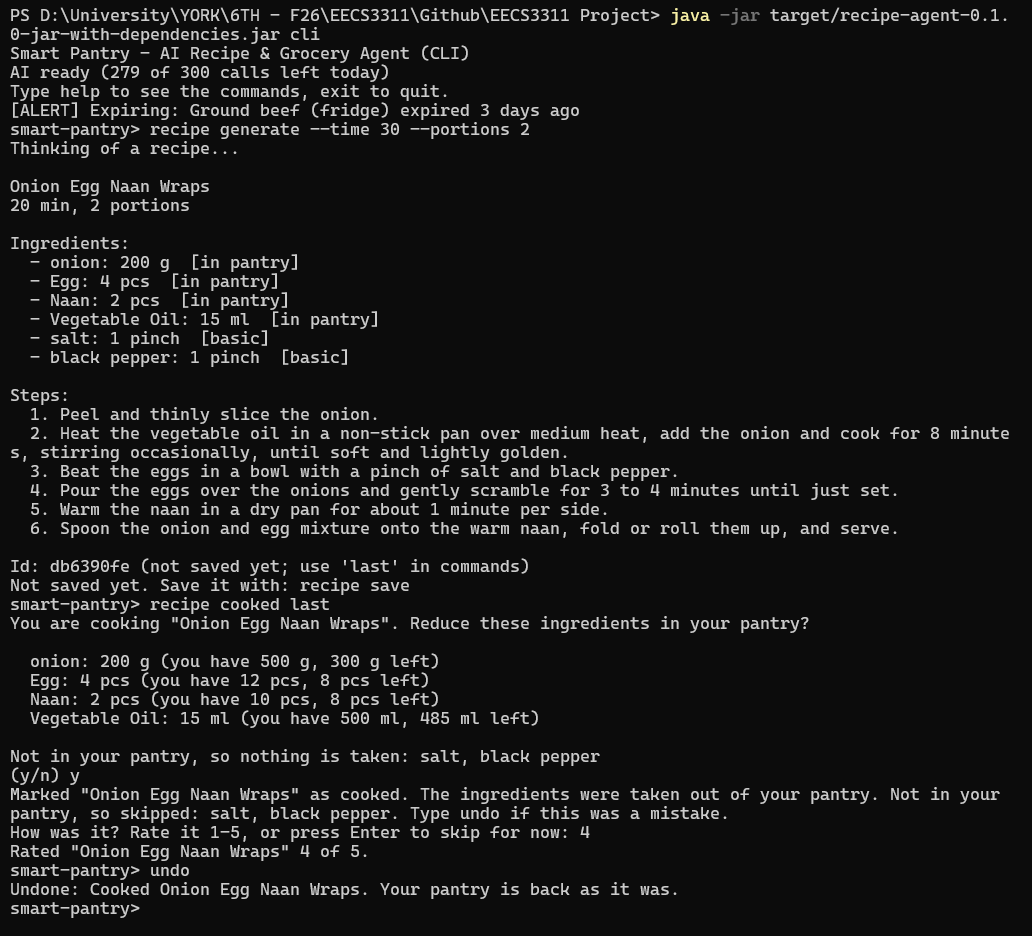 PS D:\University\YORK\6TH - F26\EECS3311\Github\EECS3311 Project> java -jar target/recipe-agent-0.1.
0-jar-with-dependencies.jar cli
Smart Pantry - AI Recipe & Grocery Agent (CLI)
AI ready (279 of 300 calls left today)
Type help to see the commands, exit to quit.
[ALERT] Expiring: Ground beef (fridge) expired 3 days ago
smart-pantry> recipe generate --time 30 --portions 2
Thinking of a recipe...

Onion Egg Naan Wraps
20 min, 2 portions

Ingredients:
  - onion: 200 g  [in pantry]
  - Egg: 4 pcs  [in pantry]
  - Naan: 2 pcs  [in pantry]
  - Vegetable Oil: 15 ml  [in pantry]
  - salt: 1 pinch  [basic]
  - black pepper: 1 pinch  [basic]

Steps:
  1. Peel and thinly slice the onion.
  2. Heat the vegetable oil in a non-stick pan over medium heat, add the onion and cook for 8 minute
s, stirring occasionally, until soft and lightly golden.
  3. Beat the eggs in a bowl with a pinch of salt and black pepper.
  4. Pour the eggs over the onions and gently scramble for 3 to 4 minutes until just set.
  5. Warm the naan in a dry pan for about 1 minute per side.
  6. Spoon the onion and egg mixture onto the warm naan, fold or roll them up, and serve.

Id: db6390fe (not saved yet; use 'last' in commands)
Not saved yet. Save it with: recipe save
smart-pantry> recipe cooked last
You are cooking "Onion Egg Naan Wraps". Reduce these ingredients in your pantry?

  onion: 200 g (you have 500 g, 300 g left)
  Egg: 4 pcs (you have 12 pcs, 8 pcs left)
  Naan: 2 pcs (you have 10 pcs, 8 pcs left)
  Vegetable Oil: 15 ml (you have 500 ml, 485 ml left)

Not in your pantry, so nothing is taken: salt, black pepper
(y/n) y
Marked "Onion Egg Naan Wraps" as cooked. The ingredients were taken out of your pantry. Not in your
pantry, so skipped: salt, black pepper. Type undo if this was a mistake.
How was it? Rate it 1-5, or press Enter to skip for now: 4
Rated "Onion Egg Naan Wraps" 4 of 5.
smart-pantry> undo
Undone: Cooked Onion Egg Naan Wraps. Your pantry is back as it was.
smart-pantry>